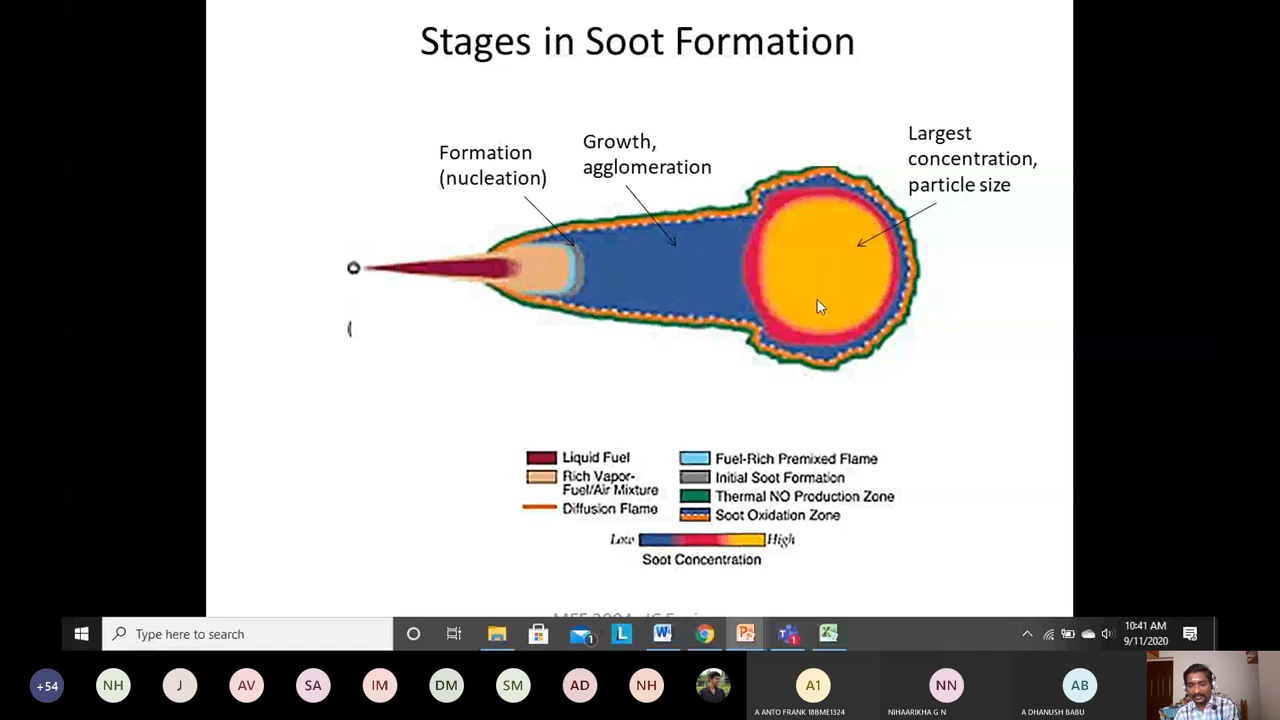 Stages in Soot Formation
Formation
(nucleation)
Growth,
agglomeration
Largest
concentration,
particle size
Liquid Fuel
Rich Vapor-
Fuel/Air Mixture
Diffusion Flame
Fuel-Rich Premixed Flame
Initial Soot Formation
Thermal NO Production Zone
Soot Oxidation Zone
Low
High
Soot Concentration
Type here to search
10:41 AM
9/11/2020
+54
NH
J
AV
SA
IM
DM
SM
AD
NH
A1
NN
AB
A ANTO FRANK 18BME1324
NIHAARIKHA G N
A DHANUSH BABU